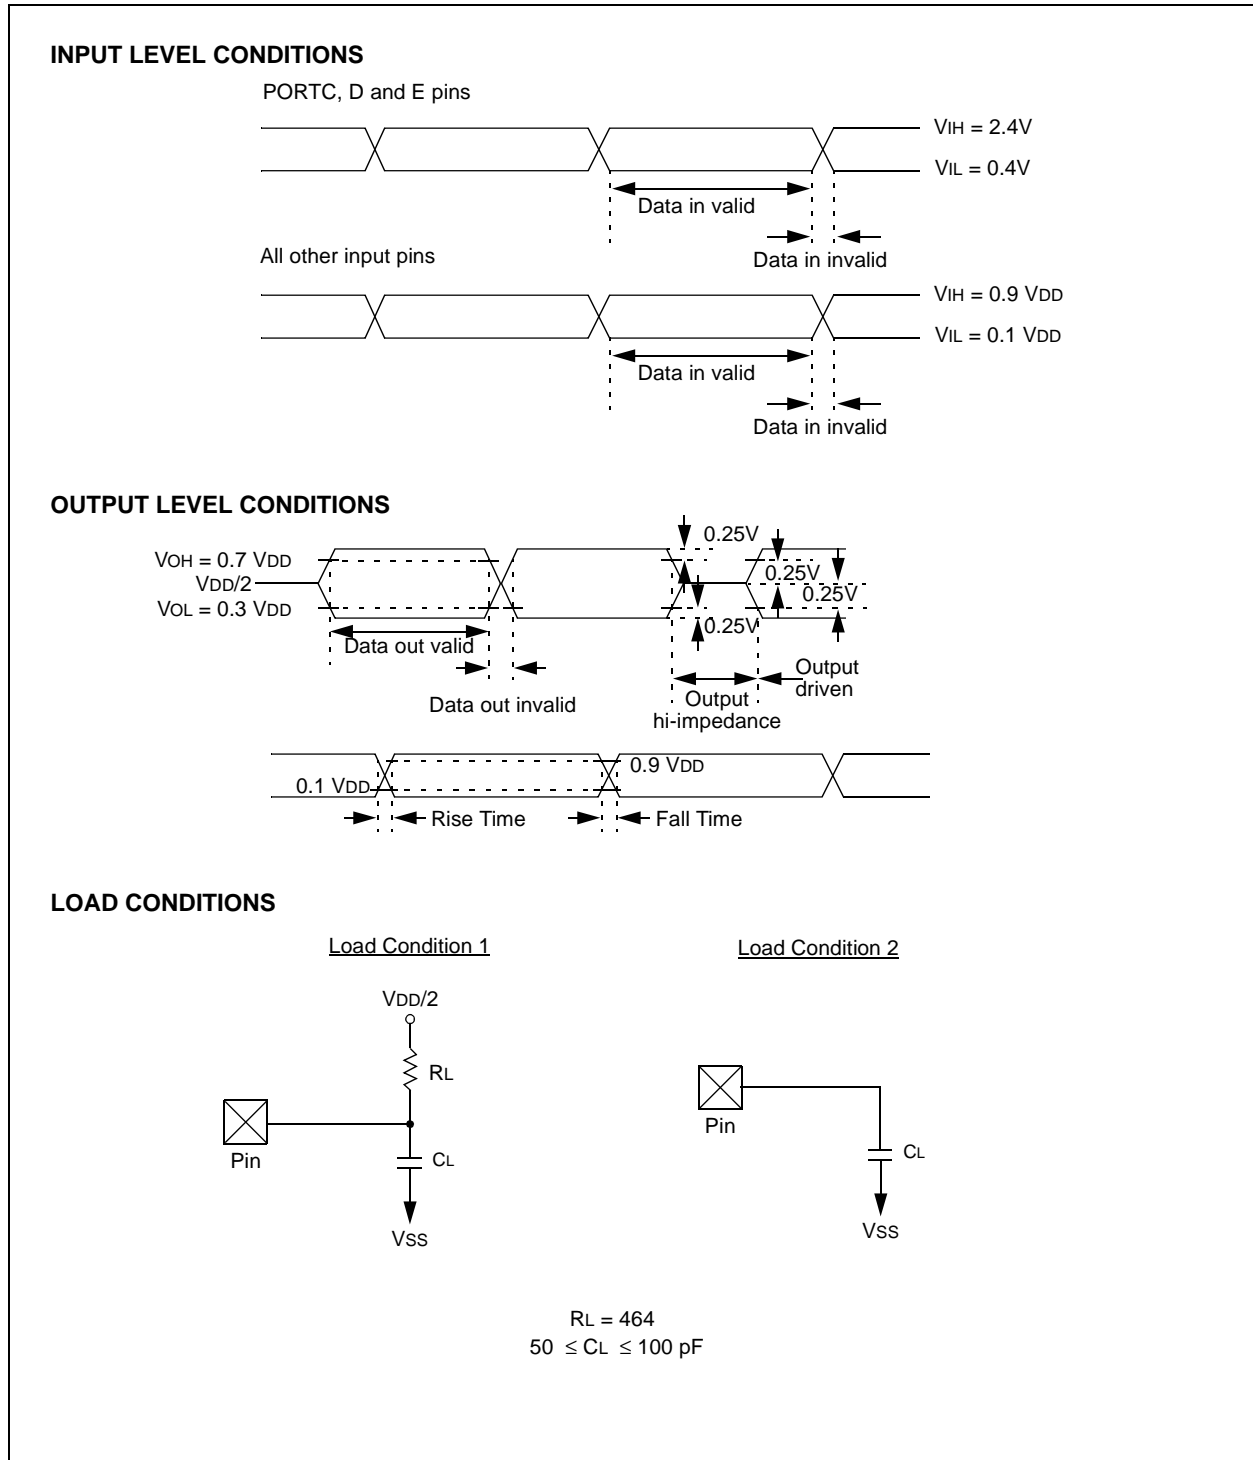 INPUT LEVEL CONDITIONS
PORTC, D and E pins
VIH = 2.4V
VIL = 0.4V
Data in valid
Data in invalid
All other input pins
VIH = 0.9 VDD
VIL = 0.1 VDD
Data in valid
Data in invalid
OUTPUT LEVEL CONDITIONS
0.25V
VOH = 0.7 VDD
VDD/2
0.25V
0.25V
VOL = 0.3 VDD
0.25V
Data out valid
Output
driven
Data out invalid
Output
hi-impedance
0.9 VDD
0.1 VDD
Rise Time
Fall Time
LOAD CONDITIONS
Load Condition 1
Load Condition 2
VDD/2
RL
Pin
Pin
CL
CL
VSS
VSS
RL = 464
50 ≤ CL ≤ 100 pF